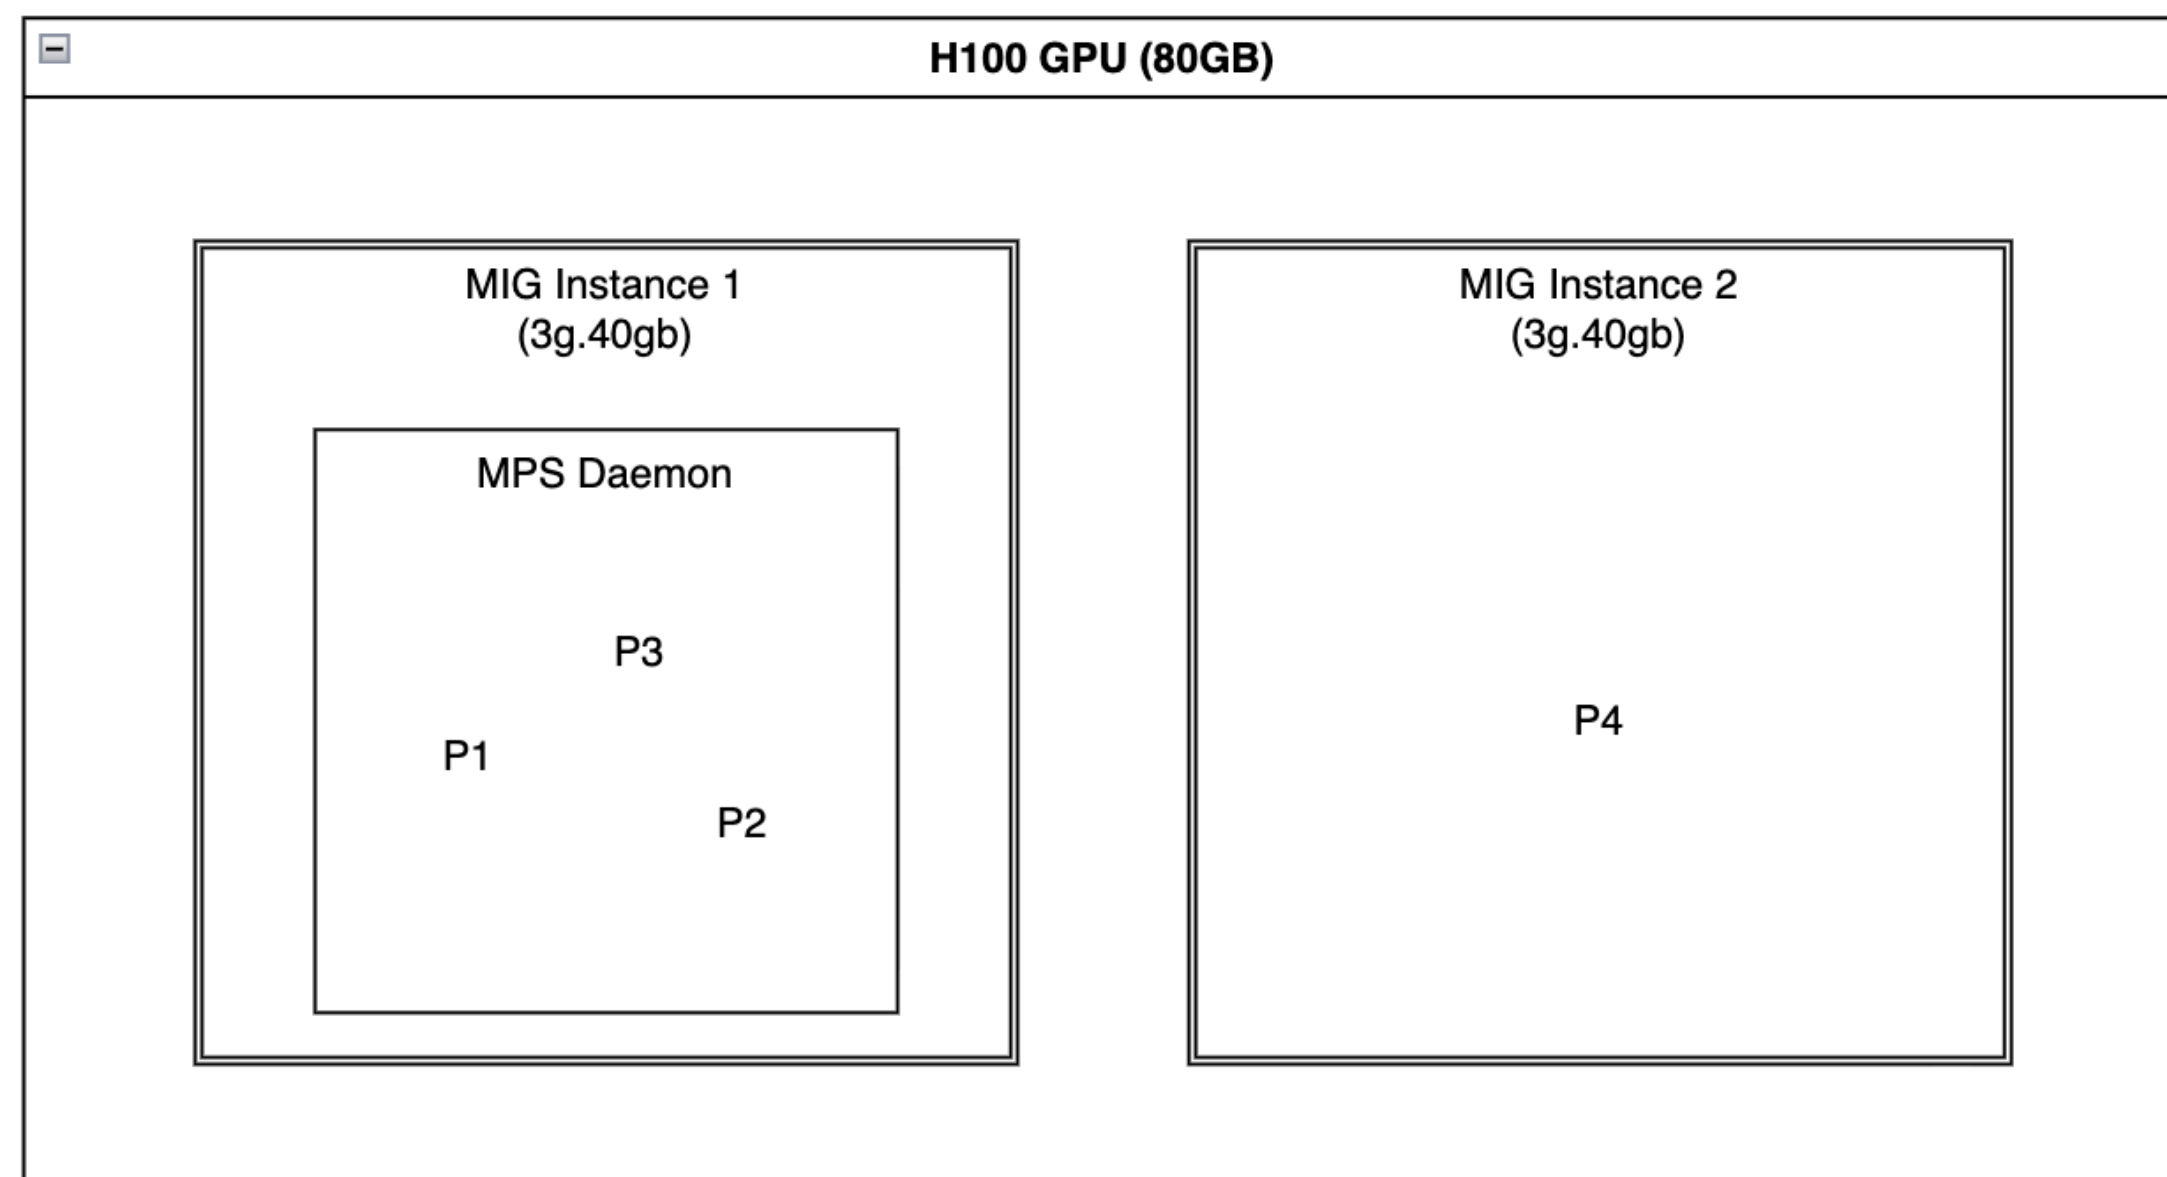 H100 GPU (80GB)
MIG Instance 1
(3g.40gb)
MPS Daemon
P3
P1
P2
MIG Instance 2
(3g.40gb)
P4